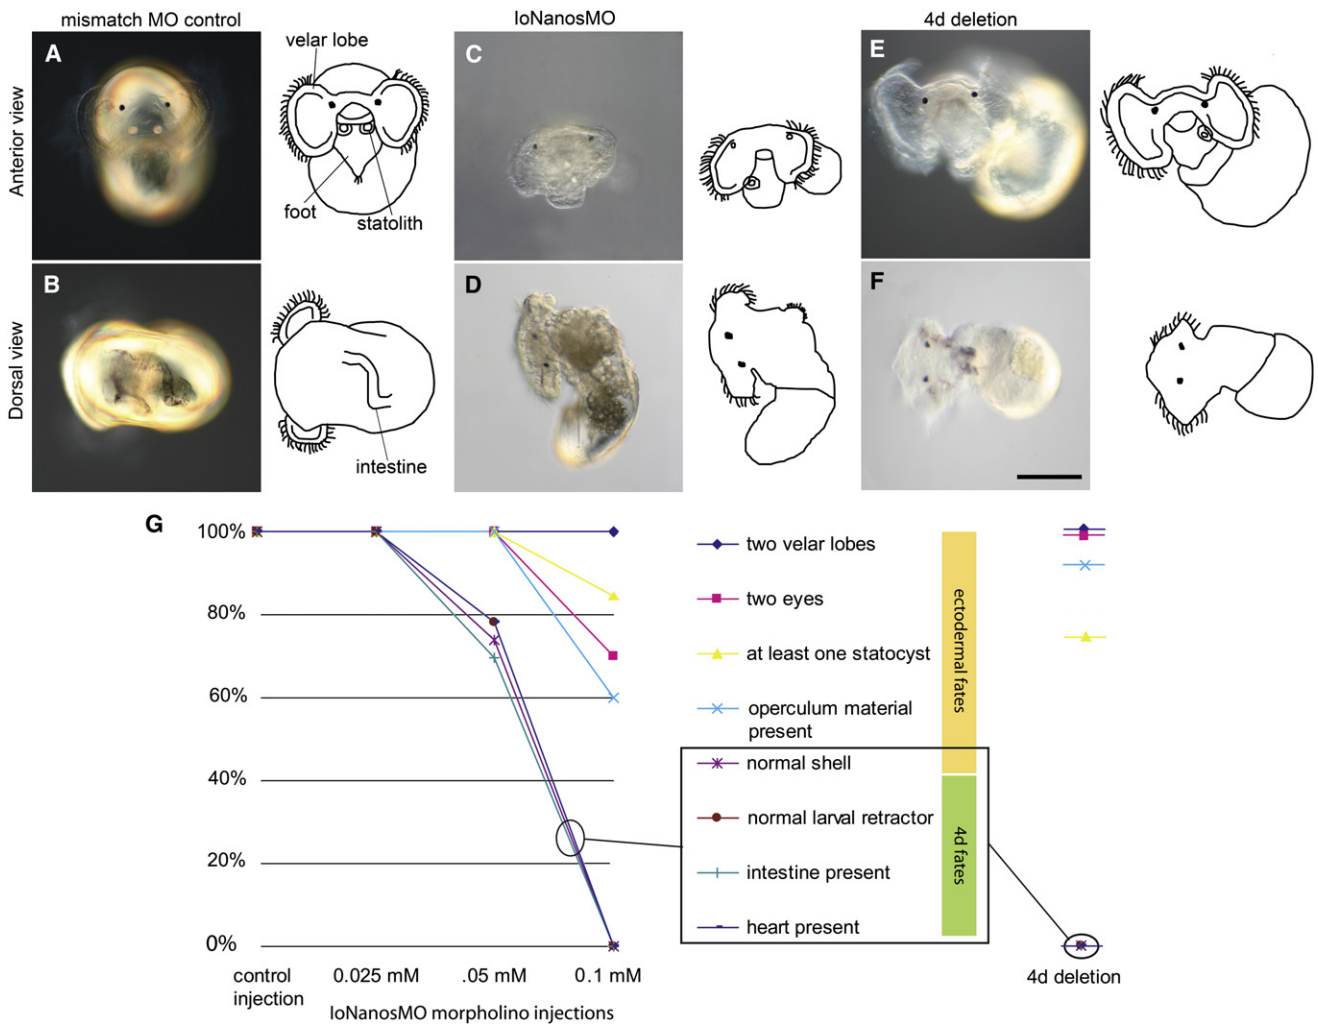 mismatch MO control
IoNanosMO
4d deletion
Anterior view
A
velar lobe
foot
statolith
C
E
Dorsal view
B
intestine
D
F
G
100%
80%
60%
40%
20%
0%
control
injection
0.025 mM
.05 mM
0.1 mM
IoNanosMO morpholino injections
two velar lobes
two eyes
at least one statocyst
operculum material
present
normal shell
normal larval retractor
intestine present
heart present
ectodermal fates
4d fates
4d deletion